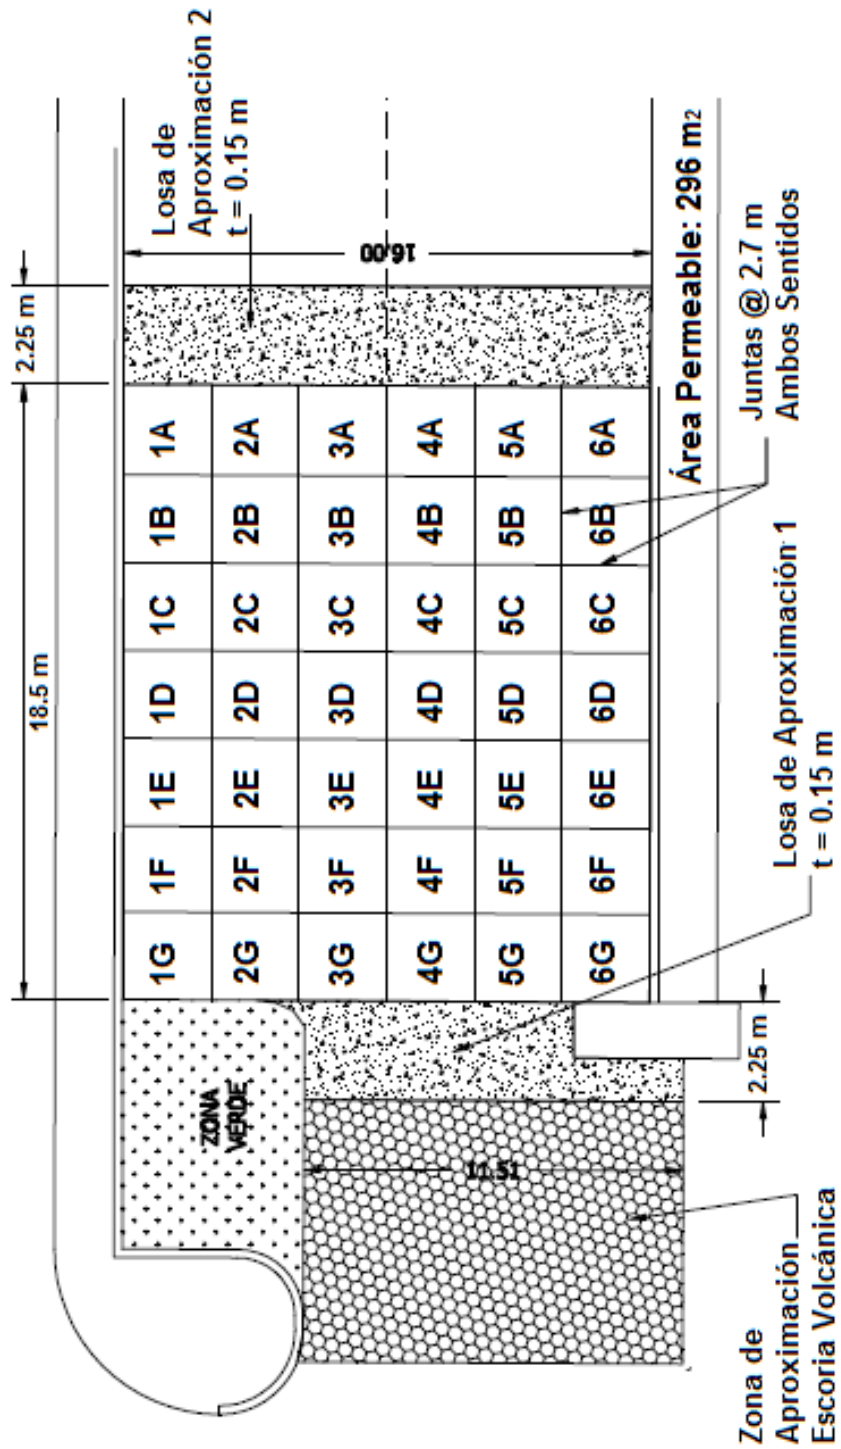 Losa de
Aproximación 2
t = 0.15 m
2.25 m
16.00
18.5 m
1A
2A
3A
4A
5A
6A
1B
2B
3B
4B
5B
6B
1C
2C
3C
4C
5C
6C
1D
2D
3D
4D
5D
6D
1E
2E
3E
4E
5E
6E
1F
2F
3F
4F
5F
6F
1G
2G
3G
4G
5G
6G
Área Permeable: 296 m2
Juntas @ 2.7 m
Ambos Sentidos
Losa de Aproximación 1
t = 0.15 m
2.25 m
ZONA
VERDE
11.51
Zona de
Aproximación
Escoria Volcánica